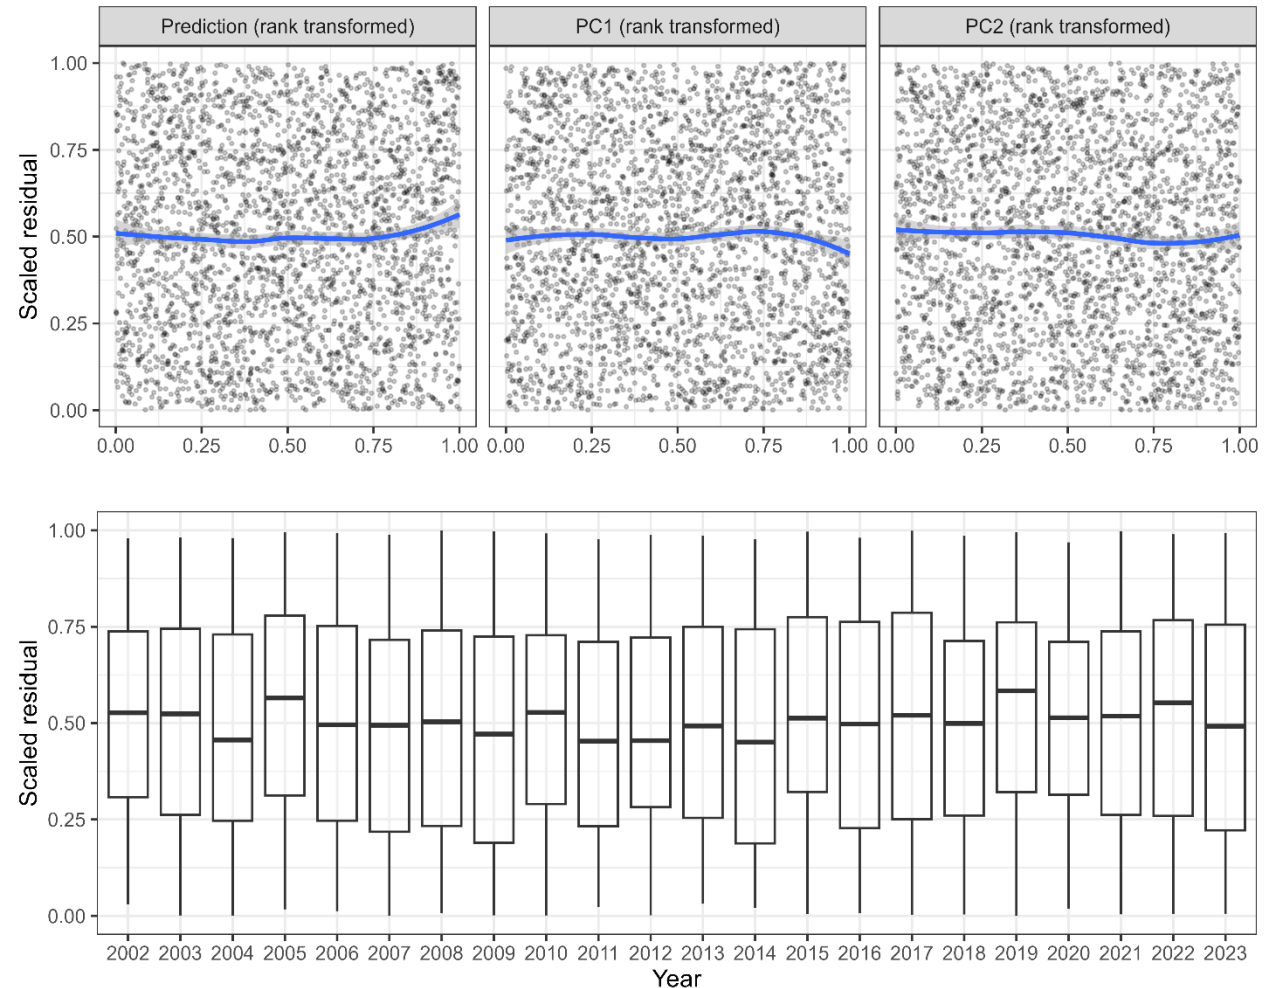 Prediction (rank transformed) PC1 (rank transformed) PC2 (rank transformed)
Scaled residual
1.00
0.75
0.50
0.25
0.00
0.00 0.25 0.50 0.75 1.00 0.00 0.25 0.50 0.75 1.00 0.00 0.25 0.50 0.75 1.00
Scaled residual
1.00
0.75
0.50
0.25
0.00
2002 2003 2004 2005 2006 2007 2008 2009 2010 2011 2012 2013 2014 2015 2016 2017 2018 2019 2020 2021 2022 2023
Year